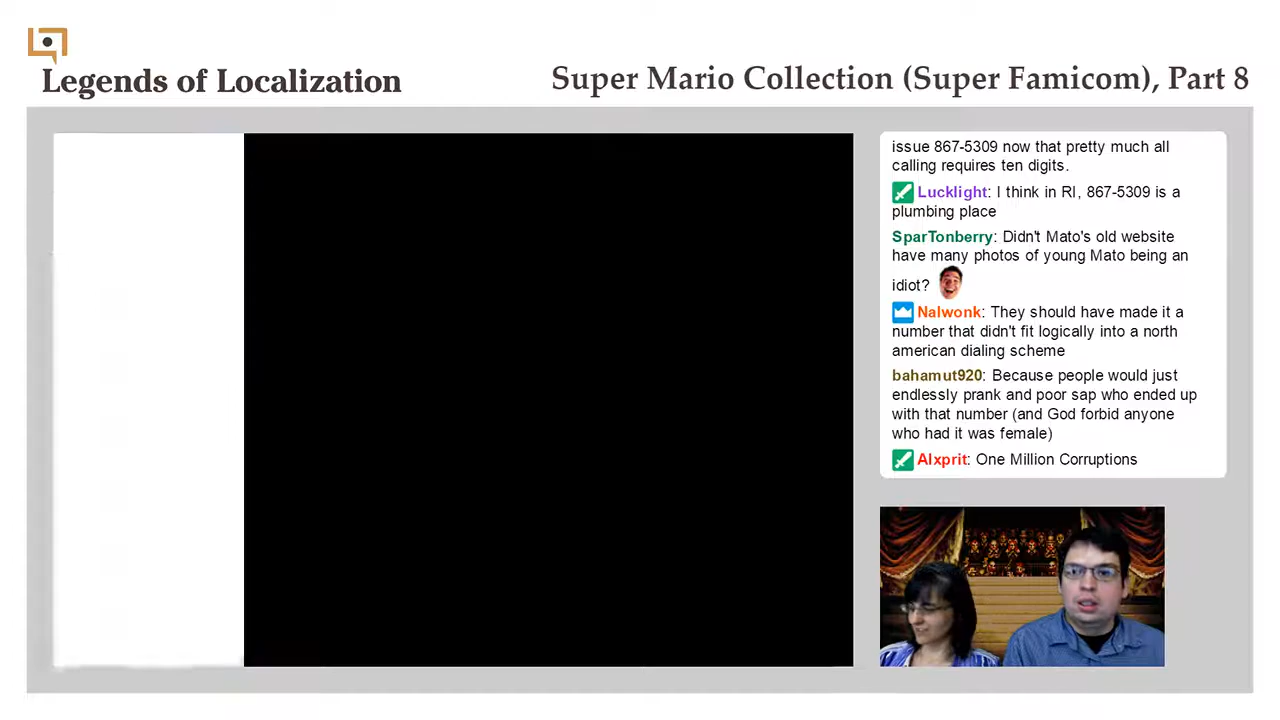 Legends of Localization
Super Mario Collection (Super Famicom), Part 8
issue 867-5309 now that pretty much all
calling requires ten digits.
Lucklight: I think in RI, 867-5309 is a
plumbing place
SparTonberry: Didn't Mato's old website
have many photos of young Mato being an
idiot?
Nalwonk: They should have made it a
number that didn't fit logically into a north
american dialing scheme
bahamut920: Because people would just
endlessly prank and poor sap who ended up
with that number (and God forbid anyone
who had it was female)
Alxprit: One Million Corruptions